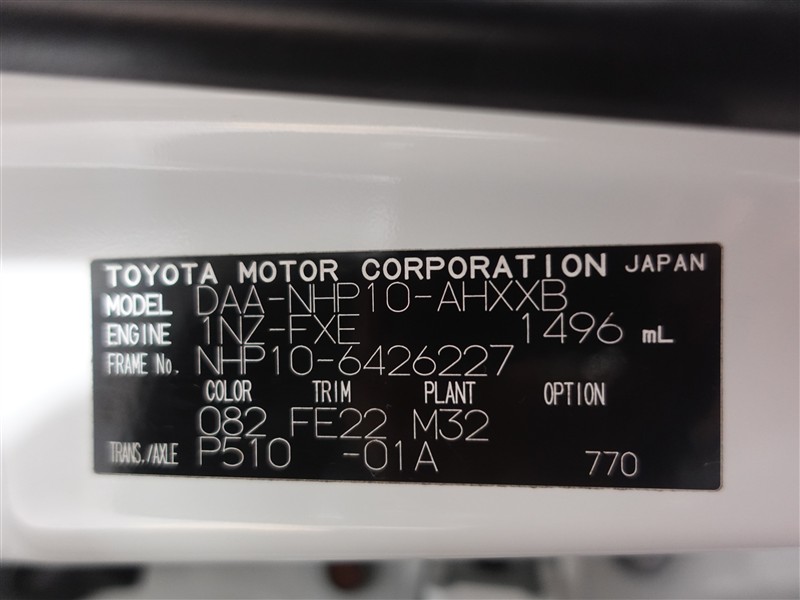 TOYOTA MOTOR CORPORATION JAPAN
MODEL DAA-NHP10-AHXXB
ENGINE 1NZ-FXE 1496 mL
FRAME No. NHP10-6426227
COLOR TRIM PLANT OPTION
082 FE22 M32
TRANS./AXLE P510 -01A 770